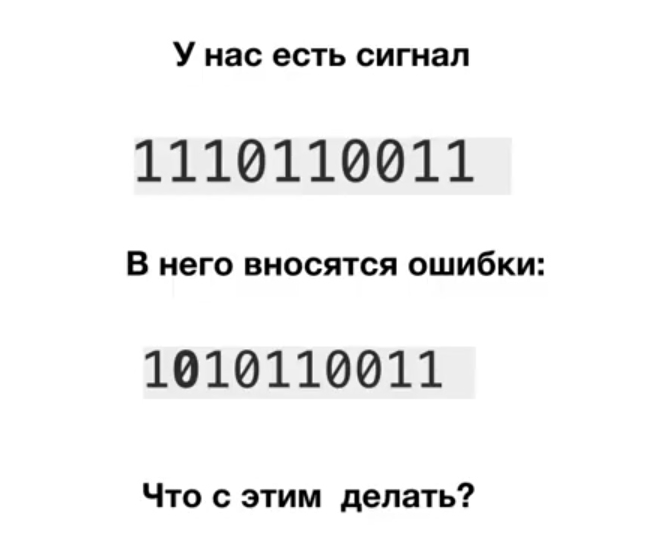 У нас есть сигнал
1110110011
В него вносятся ошибки:
1010110011
Что с этим делать?